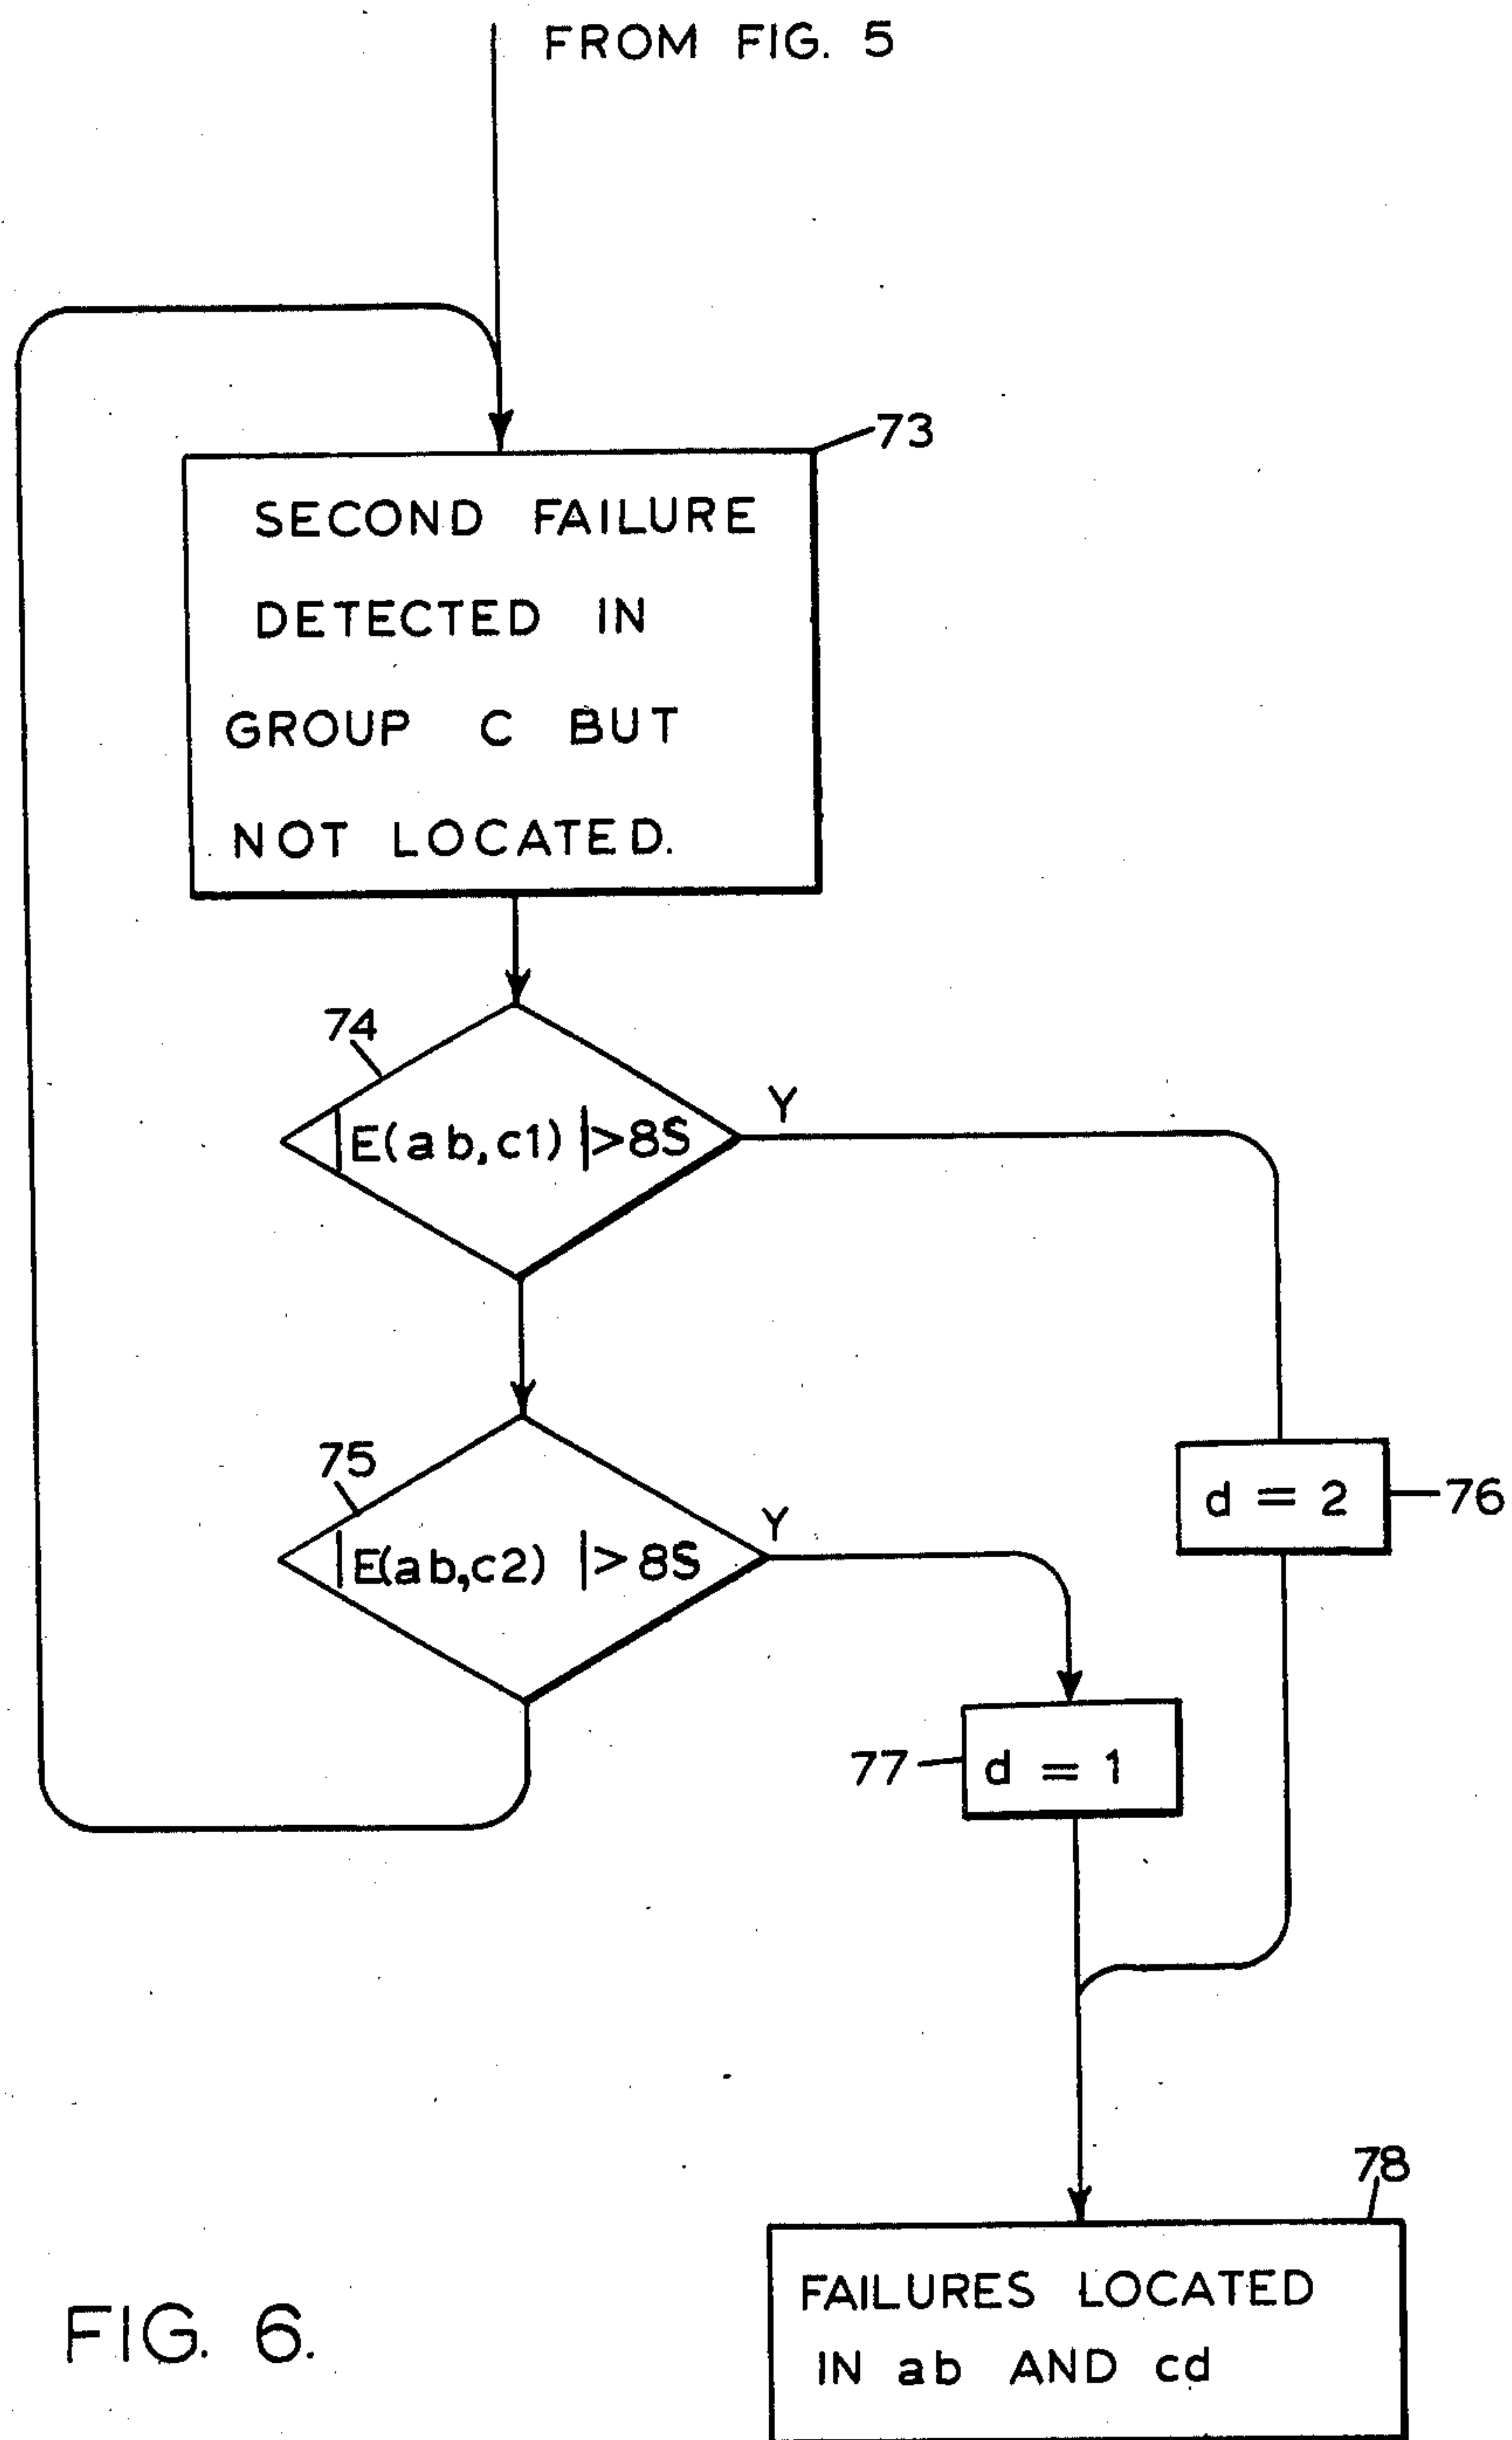 FROM FIG. 5
73
SECOND FAILURE
DETECTED IN
GROUP C BUT
NOT LOCATED.
74
|E(ab,c1)|>8S
Y
75
|E(ab,c2)|>8S
Y
d = 2
76
77
d = 1
78
FAILURES LOCATED
IN ab AND cd
FIG. 6.